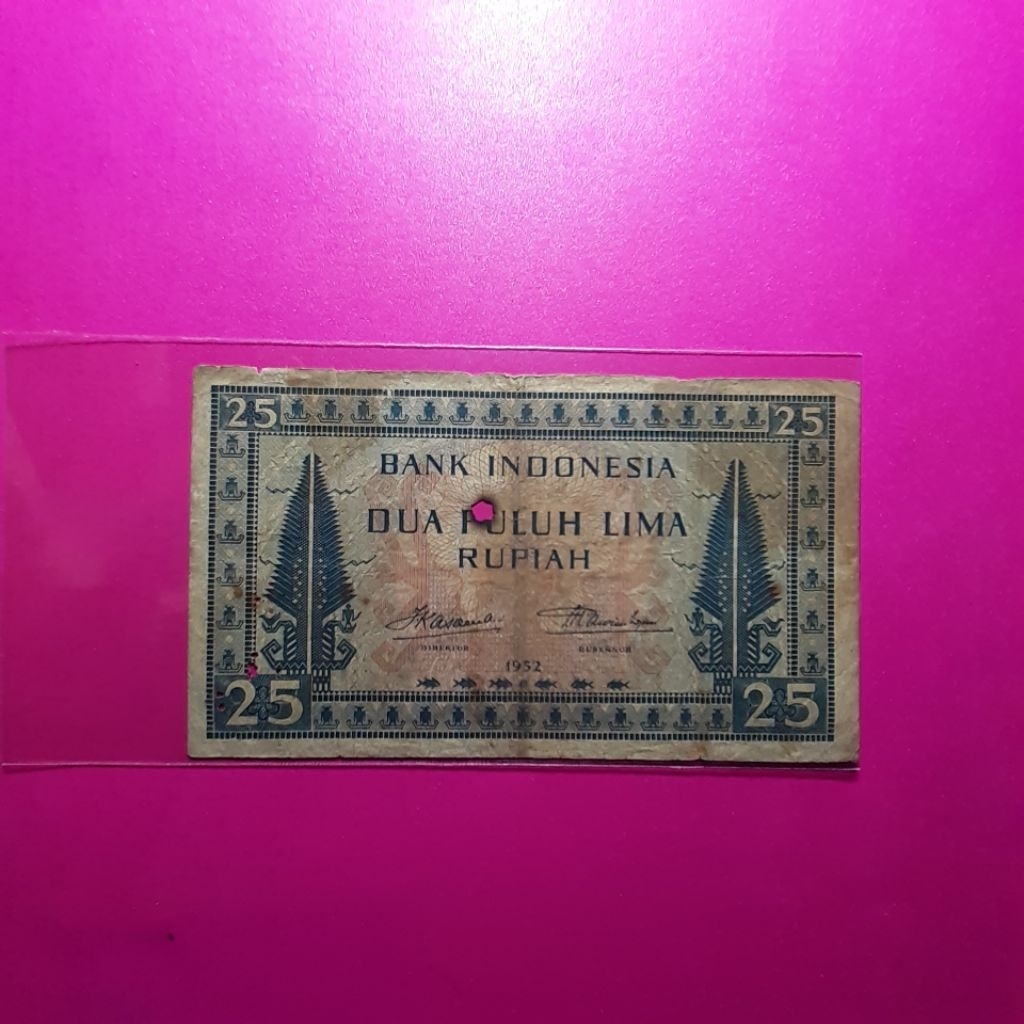 25 25
BANK INDONESIA
DUA PULUH LIMA
RUPIAH
DIREKTUR GUBERNUR
1952
25 25